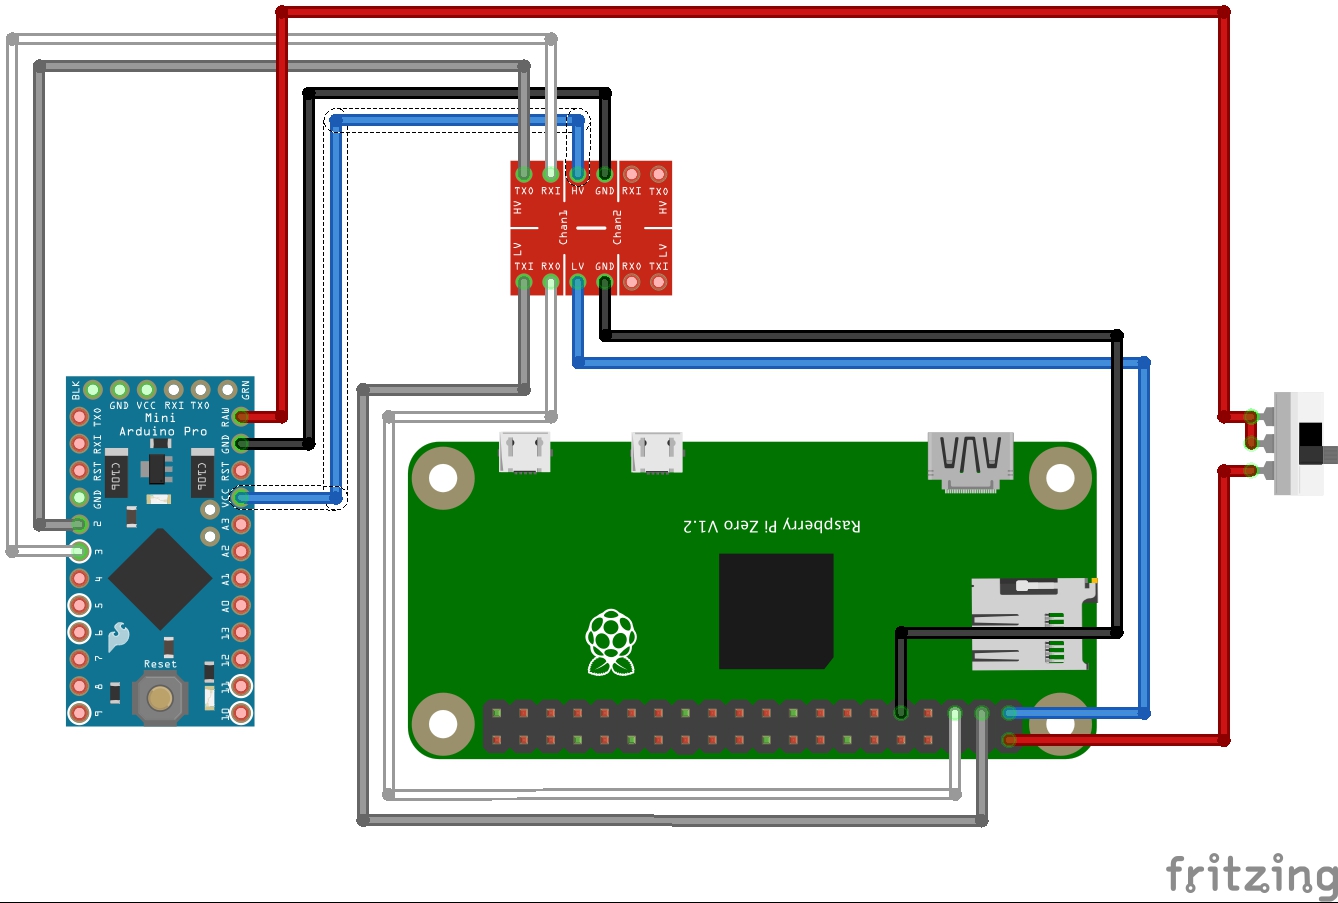 TXO RXI HV GND RXI TXO
HV
HV
Chan1
Chan2
LV
LV
TXI RXO LV GND RXO TXI
BLK
GND VCC RXI TXO
GRN
Mini
Arduino Pro
TXO
RXI
RST
GND
2
3
4
5
6
7
8
9
RAW
GND
RST
VCC
A3
A2
A1
A0
13
12
11
10
C106
C106
Reset
Raspberry Pi Zero V1.2
fritzing